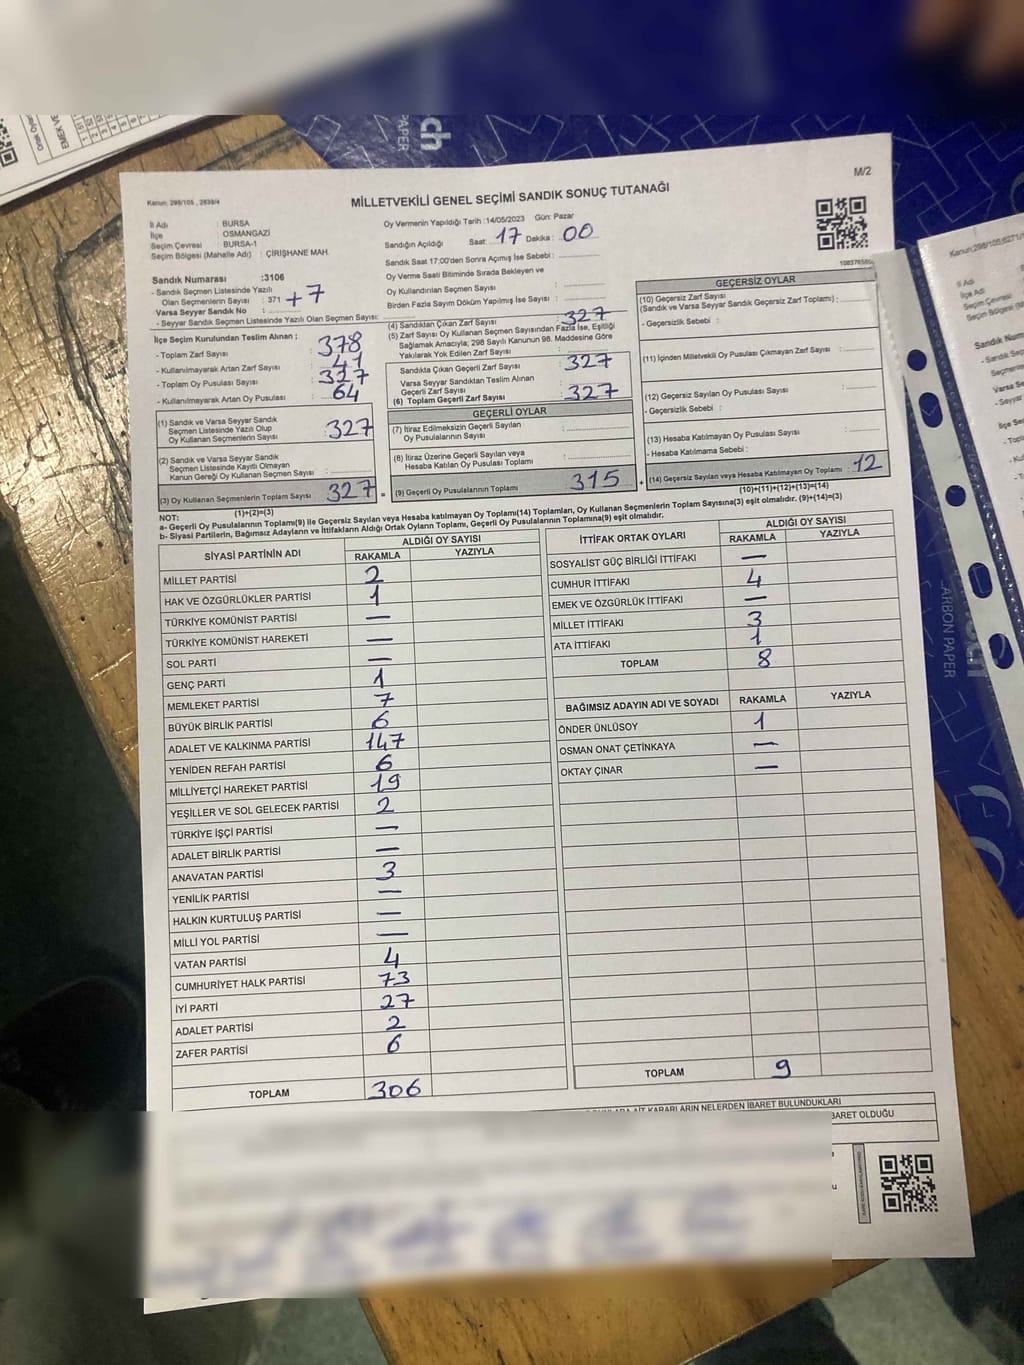 M/2
Kanun: 298/105 , 2839/4
MİLLETVEKİLİ GENEL SEÇİMİ SANDIK SONUÇ TUTANAĞI
İl Adı : BURSA
İlçe : OSMANGAZİ
Seçim Çevresi : BURSA-1
Seçim Bölgesi (Mahalle Adı) : ÇİRİŞHANE MAH.
Oy Vermenin Yapıldığı Tarih :14/05/2023 Gün: Pazar
Sandığın Açıldığı Saat: 17 Dakika: 00
Sandık Saat 17:00'den Sonra Açımış İse Sebebi :
Oy Verme Saati Bitiminde Sırada Bekleyen ve
Oy Kullandırılan Seçmen Sayısı :
Birden Fazla Sayım Döküm Yapılmış İse Sayısı :
Sandık Numarası :3106
- Sandık Seçmen Listesinde Yazılı
Olan Seçmenlerin Sayısı : 371 +7
Varsa Seyyar Sandık No :
- Seyyar Sandık Seçmen Listesinde Yazılı Olan Seçmen Sayısı:
İlçe Seçim Kurulundan Teslim Alınan ;
- Toplam Zarf Sayısı : 378
- Kullanılmayarak Artan Zarf Sayısı : 41
- Toplam Oy Pusulası Sayısı : 327
- Kullanılmayarak Artan Oy Pusulası : 64
(1) Sandık ve Varsa Seyyar Sandık
Seçmen Listesinde Yazılı Olup
Oy Kullanan Seçmenlerin Sayısı : 327
(2) Sandık ve Varsa Seyyar Sandık
Seçmen Listesinde Kayıtlı Olmayan
Kanun Gereği Oy Kullanan Seçmen Sayısı :
(3) Oy Kullanan Seçmenlerin Toplam Sayısı 327 =
(1)+(2)=(3)
(4) Sandıktan Çıkan Zarf Sayısı : 327
(5) Zarf Sayısı Oy Kullanan Seçmen Sayısından Fazla İse, Eşitliği
Sağlamak Amacıyla; 298 Sayılı Kanunun 98. Maddesine Göre
Yakılarak Yok Edilen Zarf Sayısı :
Sandıkta Çıkan Geçerli Zarf Sayısı : 327
Varsa Seyyar Sandıktan Teslim Alınan
Geçerli Zarf Sayısı :
(6) Toplam Geçerli Zarf Sayısı : 327
GEÇERLİ OYLAR
(7) İtiraz Edilmeksizin Geçerli Sayılan
Oy Pusulalarının Sayısı :
(8) İtiraz Üzerine Geçerli Sayılan veya
Hesaba Katılan Oy Pusulası Toplamı :
(9) Geçerli Oy Pusulalarının Toplamı : 315 +
GEÇERSİZ OYLAR
(10) Geçersiz Zarf Sayısı
(Sandık ve Varsa Seyyar Sandık Geçersiz Zarf Toplamı) :
- Geçersizlik Sebebi :
(11) İçinden Milletvekili Oy Pusulası Çıkmayan Zarf Sayısı :
(12) Geçersiz Sayılan Oy Pusulası Sayısı :
- Geçersizlik Sebebi :
(13) Hesaba Katılmayan Oy Pusulası Sayısı :
- Hesaba Katılmama Sebebi :
(14) Geçersiz Sayılan veya Hesaba Katılmayan Oy Toplamı : 12
(10)+(11)+(12)+(13)=(14)
NOT:
a- Geçerli Oy Pusulalarının Toplamı(9) ile Geçersiz Sayılan veya Hesaba katılmayan Oy Toplamı(14) Toplamları, Oy Kullanan Seçmenlerin Toplam Sayısına(3) eşit olmalıdır. (9)+(14)=(3)
b- Siyasi Partilerin, Bağımsız Adayların ve İttifakların Aldığı Ortak Oyların Toplamı, Geçerli Oy Pusulalarının Toplamına(9) eşit olmalıdır.
SİYASİ PARTİNİN ADI ALDIĞI OY SAYISI
RAKAMLA YAZIYLA
MİLLET PARTİSİ 2
HAK VE ÖZGÜRLÜKLER PARTİSİ 1
TÜRKİYE KOMÜNİST PARTİSİ —
TÜRKİYE KOMÜNİST HAREKETİ —
SOL PARTİ —
GENÇ PARTİ 1
MEMLEKET PARTİSİ 7
BÜYÜK BİRLİK PARTİSİ 6
ADALET VE KALKINMA PARTİSİ 147
YENİDEN REFAH PARTİSİ 6
MİLLİYETÇİ HAREKET PARTİSİ 19
YEŞİLLER VE SOL GELECEK PARTİSİ 2
TÜRKİYE İŞÇİ PARTİSİ —
ADALET BİRLİK PARTİSİ —
ANAVATAN PARTİSİ 3
YENİLİK PARTİSİ —
HALKIN KURTULUŞ PARTİSİ —
MİLLİ YOL PARTİSİ —
VATAN PARTİSİ 4
CUMHURİYET HALK PARTİSİ 73
İYİ PARTİ 27
ADALET PARTİSİ 2
ZAFER PARTİSİ 6
TOPLAM 306
İTTİFAK ORTAK OYLARI ALDIĞI OY SAYISI
RAKAMLA YAZIYLA
SOSYALİST GÜÇ BİRLİĞİ İTTİFAKI —
CUMHUR İTTİFAKI 4
EMEK VE ÖZGÜRLÜK İTTİFAKI —
MİLLET İTTİFAKI 3
ATA İTTİFAKI 1
TOPLAM 8
BAĞIMSIZ ADAYIN ADI VE SOYADI RAKAMLA YAZIYLA
ÖNDER ÜNLÜSOY 1
OSMAN ONAT ÇETİNKAYA —
OKTAY ÇINAR —
TOPLAM 9
KARARLARIN NELERDEN İBARET BULUNDUKLARI
BARET OLDUĞU
CARBON PAPER
PAPER